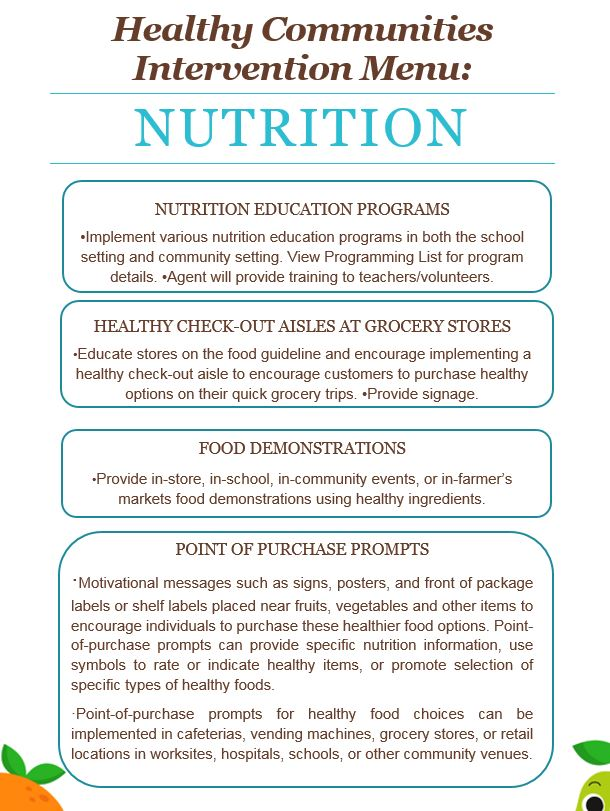 Healthy Communities
Intervention Menu:
NUTRITION
NUTRITION EDUCATION PROGRAMS
•Implement various nutrition education programs in both the school
setting and community setting. View Programming List for program
details. •Agent will provide training to teachers/volunteers.
HEALTHY CHECK-OUT AISLES AT GROCERY STORES
•Educate stores on the food guideline and encourage implementing a
healthy check-out aisle to encourage customers to purchase healthy
options on their quick grocery trips. •Provide signage.
FOOD DEMONSTRATIONS
•Provide in-store, in-school, in-community events, or in-farmer's
markets food demonstrations using healthy ingredients.
POINT OF PURCHASE PROMPTS
·Motivational messages such as signs, posters, and front of package
labels or shelf labels placed near fruits, vegetables and other items to
encourage individuals to purchase these healthier food options. Point-
of-purchase prompts can provide specific nutrition information, use
symbols to rate or indicate healthy items, or promote selection of
specific types of healthy foods.
·Point-of-purchase prompts for healthy food choices can be
implemented in cafeterias, vending machines, grocery stores, or retail
locations in worksites, hospitals, schools, or other community venues.